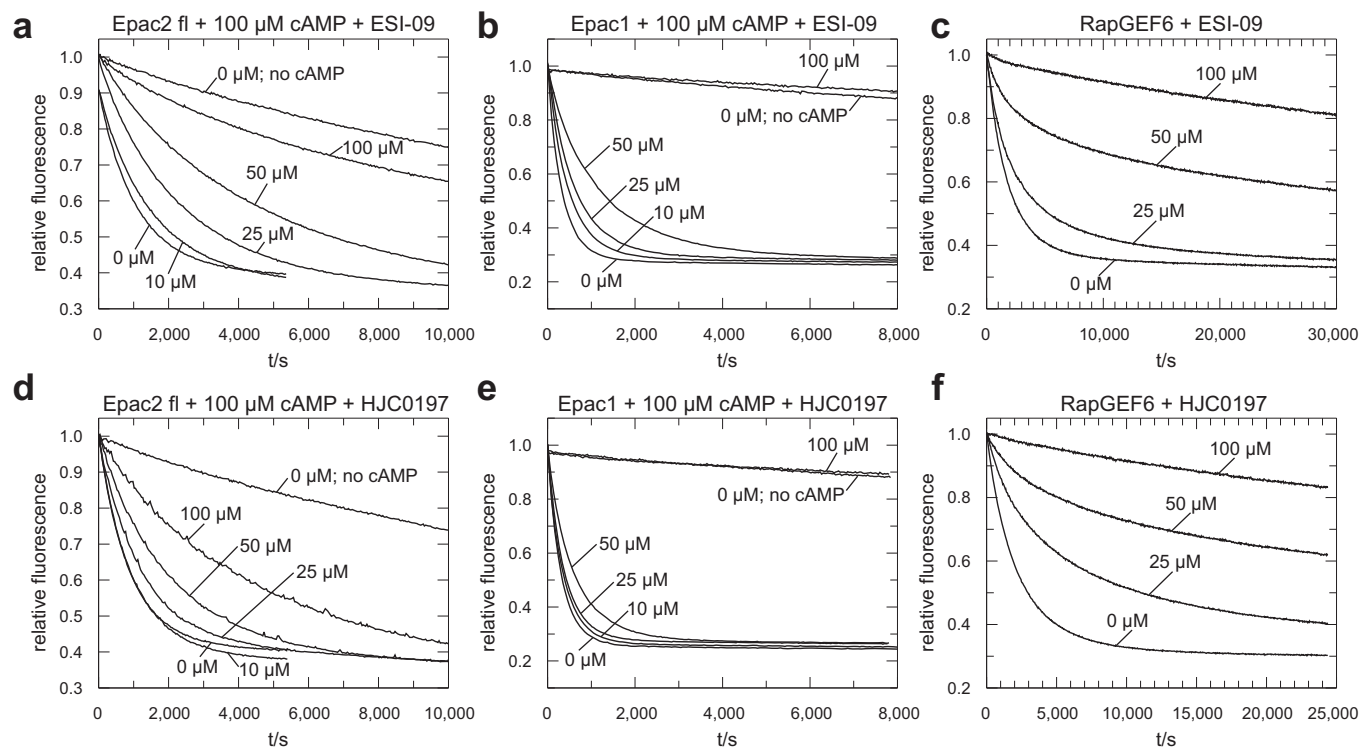 a
Epac2 fl + 100 µM cAMP + ESI-09
relative fluorescence
1.0
0.9
0.8
0.7
0.6
0.5
0.4
0.3
0 µM; no cAMP
100 µM
50 µM
25 µM
0 µM
10 µM
0
2,000
4,000
6,000
8,000
10,000
t/s
b
Epac1 + 100 µM cAMP + ESI-09
relative fluorescence
1.0
0.8
0.6
0.4
0.2
100 µM
0 µM; no cAMP
50 µM
25 µM
10 µM
0 µM
0
2,000
4,000
6,000
8,000
t/s
c
RapGEF6 + ESI-09
relative fluorescence
1.0
0.8
0.6
0.4
0.2
100 µM
50 µM
25 µM
0 µM
0
10,000
20,000
30,000
t/s
d
Epac2 fl + 100 µM cAMP + HJC0197
relative fluorescence
1.0
0.9
0.8
0.7
0.6
0.5
0.4
0.3
0 µM; no cAMP
100 µM
50 µM
25 µM
0 µM
10 µM
0
2,000
4,000
6,000
8,000
10,000
t/s
e
Epac1 + 100 µM cAMP + HJC0197
relative fluorescence
1.0
0.8
0.6
0.4
0.2
100 µM
0 µM; no cAMP
50 µM
25 µM
10 µM
0 µM
0
2,000
4,000
6,000
8,000
t/s
f
RapGEF6 + HJC0197
relative fluorescence
1.0
0.8
0.6
0.4
0.2
100 µM
50 µM
25 µM
0 µM
0
5,000
10,000
15,000
20,000
25,000
t/s